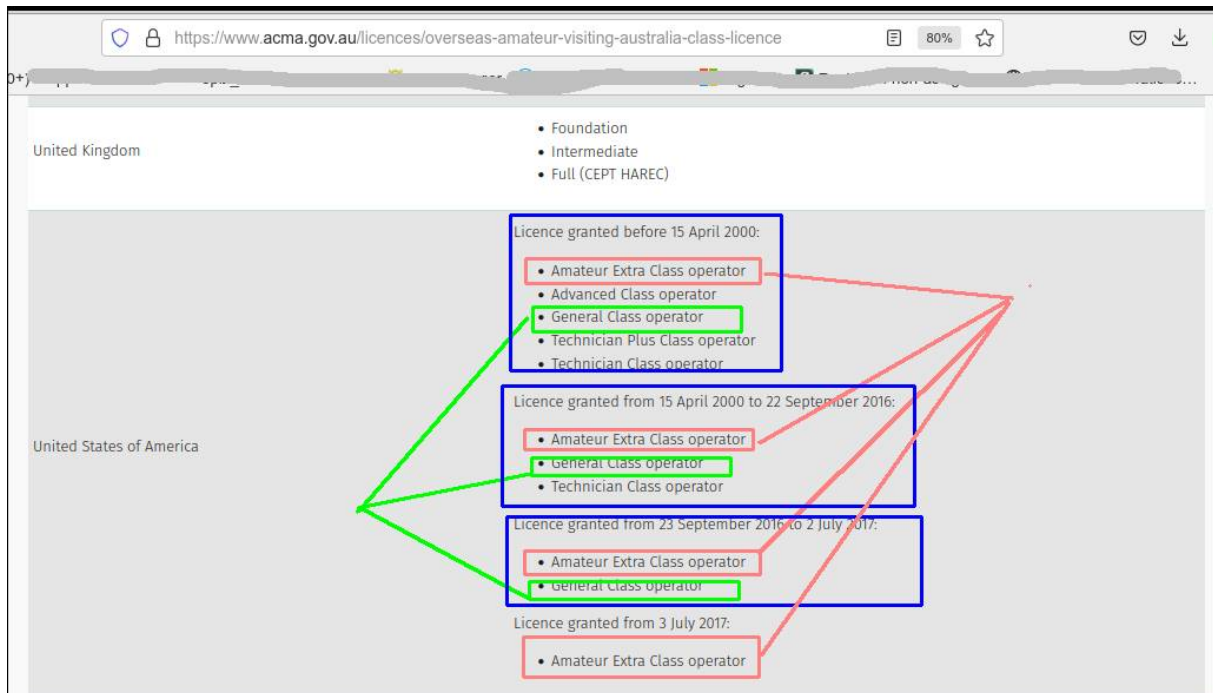 https://www.acma.gov.au/licences/overseas-amateur-visiting-australia-class-licence 80%
United Kingdom
• Foundation
• Intermediate
• Full (CEPT HAREC)
United States of America
Licence granted before 15 April 2000:
• Amateur Extra Class operator
• Advanced Class operator
• General Class operator
• Technician Plus Class operator
• Technician Class operator
Licence granted from 15 April 2000 to 22 September 2016:
• Amateur Extra Class operator
• General Class operator
• Technician Class operator
Licence granted from 23 September 2016 to 2 July 2017:
• Amateur Extra Class operator
• General Class operator
Licence granted from 3 July 2017:
• Amateur Extra Class operator